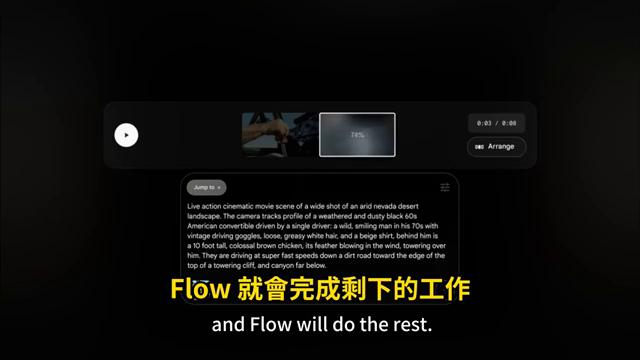 74%
0:03 / 0:08
Arrange
Jump to ×
Live action cinematic movie scene of a wide shot of an arid nevada desert
landscape. The camera tracks profile of a weathered and dusty black 60s
American convertible driven by a single driver: a wild, smiling man in his 70s with
vintage driving goggles, loose, greasy white hair, and a beige shirt, behind him is
a 10 foot tall, colossal brown chicken, its feather blowing in the wind, towering over
him. They are driving at super fast speeds down a dirt road toward the edge of the
top of a towering cliff, and canyon far below.
Flow 就會完成剩下的工作
and Flow will do the rest.